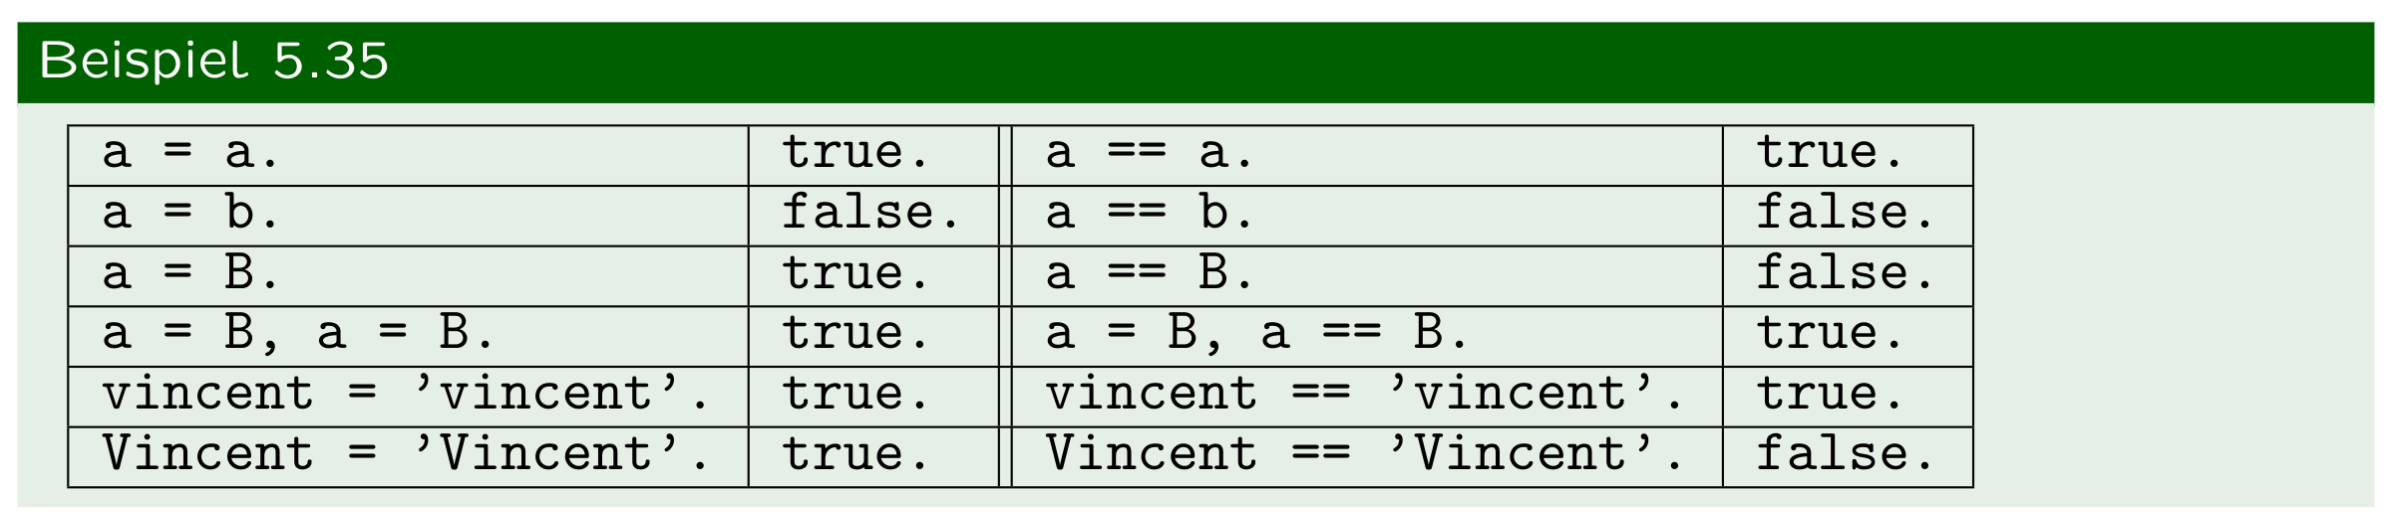 Beispiel 5.35
a = a. true. a == a. true.
a = b. false. a == b. false.
a = B. true. a == B. false.
a = B, a = B. true. a = B, a == B. true.
vincent = ’vincent’. true. vincent == ’vincent’. true.
Vincent = ’Vincent’. true. Vincent == ’Vincent’. false.